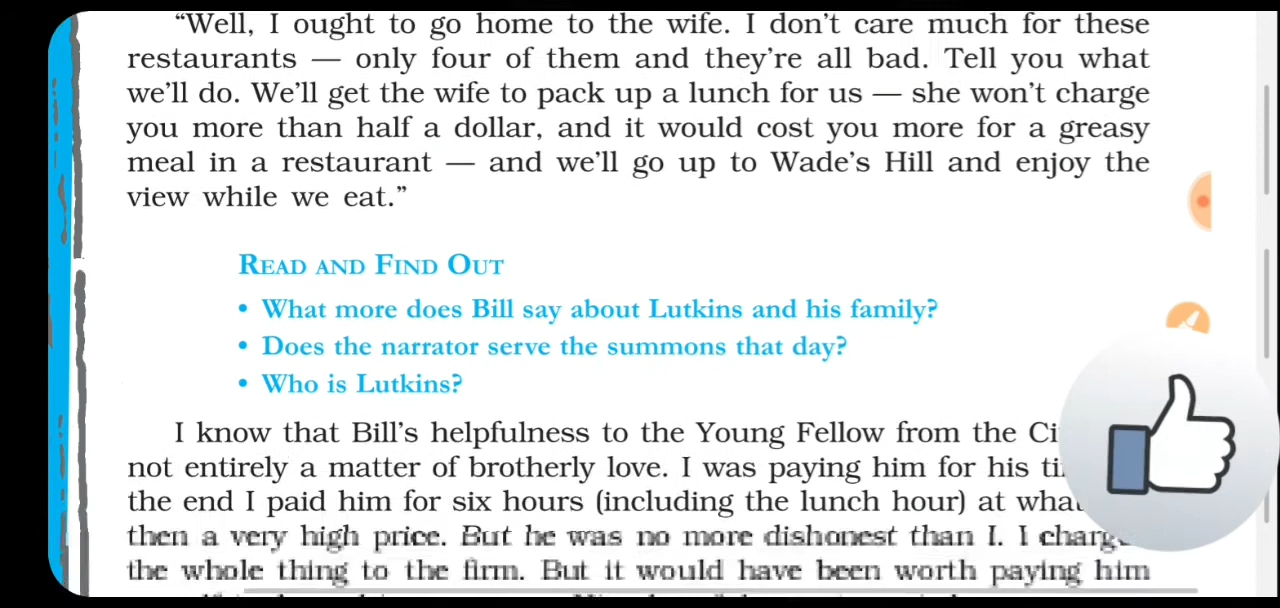 “Well, I ought to go home to the wife. I don’t care much for these
restaurants — only four of them and they’re all bad. Tell you what
we’ll do. We’ll get the wife to pack up a lunch for us — she won’t charge
you more than half a dollar, and it would cost you more for a greasy
meal in a restaurant — and we’ll go up to Wade’s Hill and enjoy the
view while we eat.”
READ AND FIND OUT
• What more does Bill say about Lutkins and his family?
• Does the narrator serve the summons that day?
• Who is Lutkins?
I know that Bill’s helpfulness to the Young Fellow from the
not entirely a matter of brotherly love. I was paying him for his
the end I paid him for six hours (including the lunch hour) at
then a very high price. But he was no more dishonest than I. I
the whole thing to the firm. But it would have been worth paying him